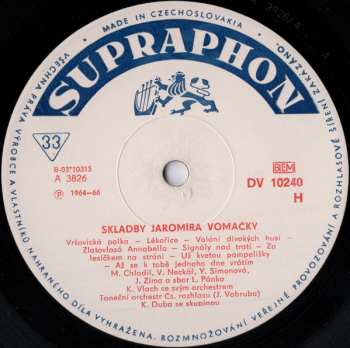 MADE IN CZECHOSLOVAKIA
SUPRAPHON
VŠECHNA PRÁVA VÝROBCE A VLASTNÍKŮ NAHRANÉHO DÍLA VYHRAŽENA. ROZMNOŽOVÁNÍ VEŘEJNÉ PROVOZOVÁNÍ A ROZHLASOVÉ ŠÍŘENÍ ZAKÁZÁNO.
33
B-03*10315
A 3826
Ⓟ 1964-66
BIEM
DV 10240
H
SKLADBY JAROMÍRA VOMÁČKY
Vršovická polka - Lékořice - Volání divokých husí -
Zlatovlasá Annabella - Signály nad tratí - Za
lesíčkem na stráni - Už kvetou pampelišky
- Až se k tobě jednoho dne vrátím
M. Chladil, V. Neckář, Y. Simonová,
J. Zíma a sbor L. Pánka
K. Vlach se svým orchestrem
Taneční orchestr Čs. rozhlasu (J. Vobruba)
K. Duba se skupinou